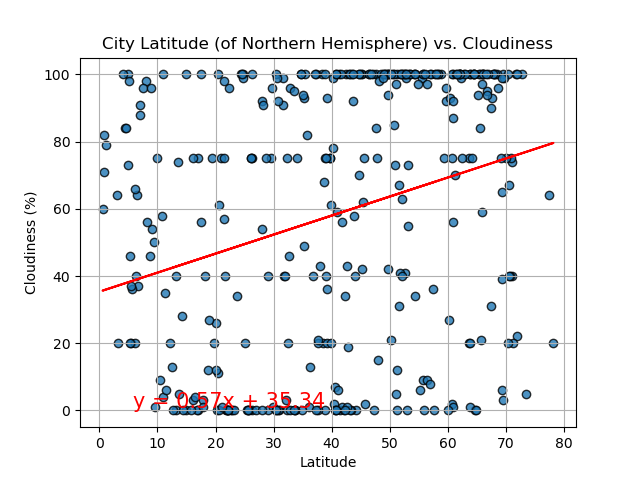 City Latitude (of Northern Hemisphere) vs. Cloudiness
100
80
60
40
20
0
Cloudiness (%)
y = 0.57x + 35.34
0 10 20 30 40 50 60 70 80
Latitude